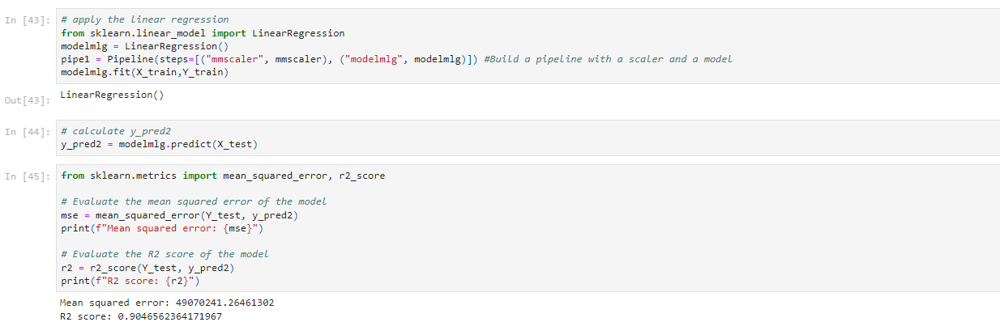 In [43]: # apply the linear regression
from sklearn.linear_model import LinearRegression
modelmlg = LinearRegression()
pipe1 = Pipeline(steps=[("mmscaler", mmscaler), ("modelmlg", modelmlg)]) #Build a pipeline with a scaler and a model
modelmlg.fit(X_train,Y_train)
Out[43]: LinearRegression()
In [44]: # calculate y_pred2
y_pred2 = modelmlg.predict(X_test)
In [45]: from sklearn.metrics import mean_squared_error, r2_score
# Evaluate the mean squared error of the model
mse = mean_squared_error(Y_test, y_pred2)
print(f"Mean squared error: {mse}")
# Evaluate the R2 score of the model
r2 = r2_score(Y_test, y_pred2)
print(f"R2 score: {r2}")
Mean squared error: 49070241.26461302
R2 score: 0.9046562364171967